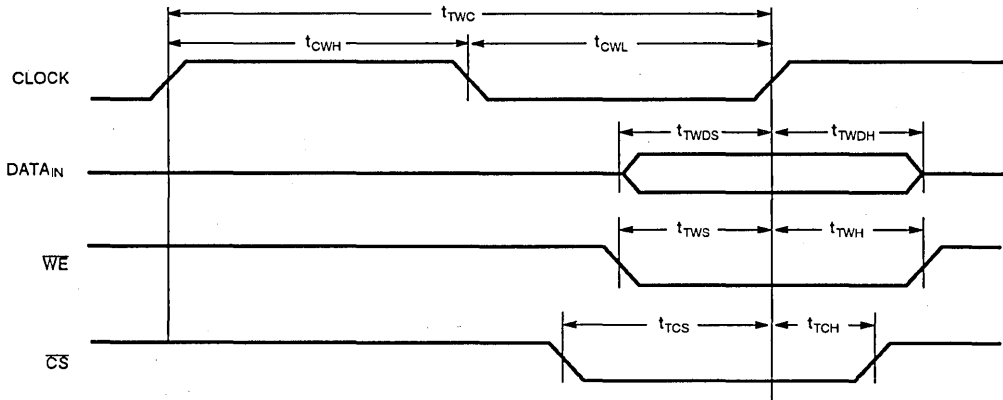 tTWC
tCWH
tCWL
CLOCK
tTWDS
tTWDH
DATAIN
tTWS
tTWH
WE
tTCS
tTCH
CS